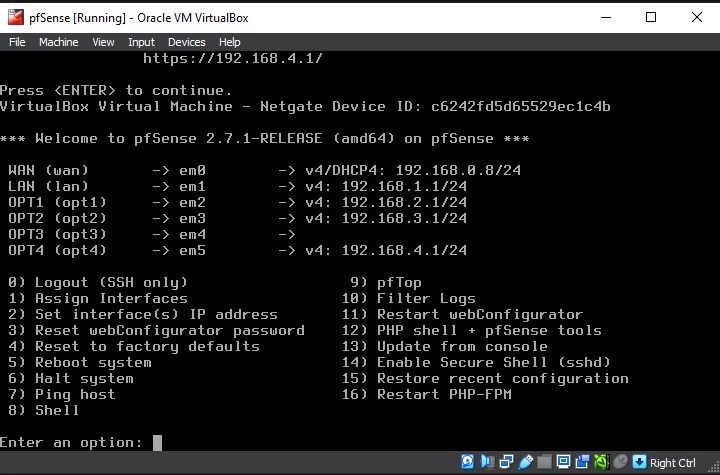 pfSense [Running] - Oracle VM VirtualBox
File Machine View Input Devices Help
https://192.168.4.1/
Press <ENTER> to continue.
VirtualBox Virtual Machine - Netgate Device ID: c6242fd5d65529ec1c4b
*** Welcome to pfSense 2.7.1-RELEASE (amd64) on pfSense ***
WAN (wan) -> em0 -> v4/DHCP4: 192.168.0.8/24
LAN (lan) -> em1 -> v4: 192.168.1.1/24
OPT1 (opt1) -> em2 -> v4: 192.168.2.1/24
OPT2 (opt2) -> em3 -> v4: 192.168.3.1/24
OPT3 (opt3) -> em4 ->
OPT4 (opt4) -> em5 -> v4: 192.168.4.1/24
0) Logout (SSH only) 9) pfTop
1) Assign Interfaces 10) Filter Logs
2) Set interface(s) IP address 11) Restart webConfigurator
3) Reset webConfigurator password 12) PHP shell + pfSense tools
4) Reset to factory defaults 13) Update from console
5) Reboot system 14) Enable Secure Shell (sshd)
6) Halt system 15) Restore recent configuration
7) Ping host 16) Restart PHP-FPM
8) Shell
Enter an option:
Right Ctrl